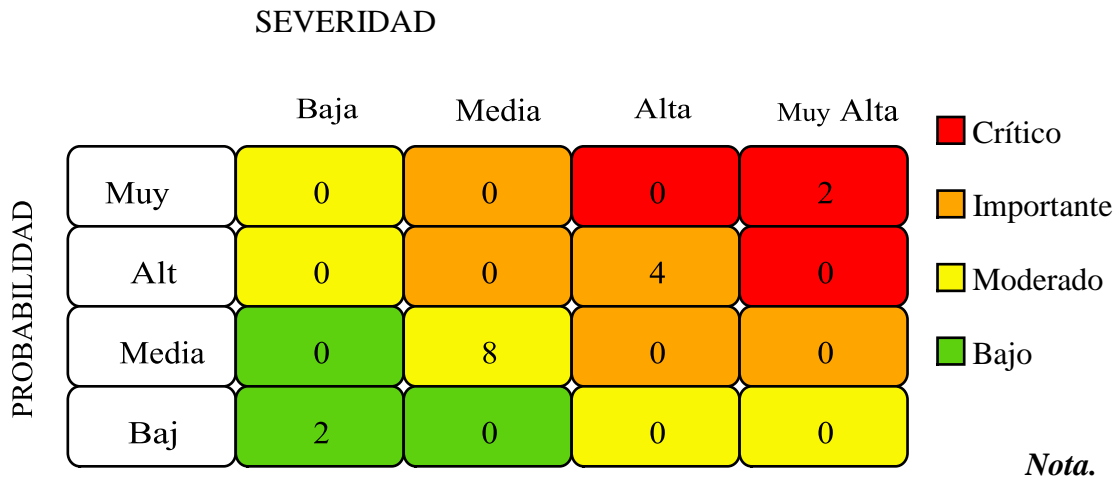 SEVERIDAD
Baja Media Alta Muy Alta
PROBABILIDAD
Muy 0 0 0 2
Alt 0 0 4 0
Media 0 8 0 0
Baj 2 0 0 0
Crítico
Importante
Moderado
Bajo
Nota.